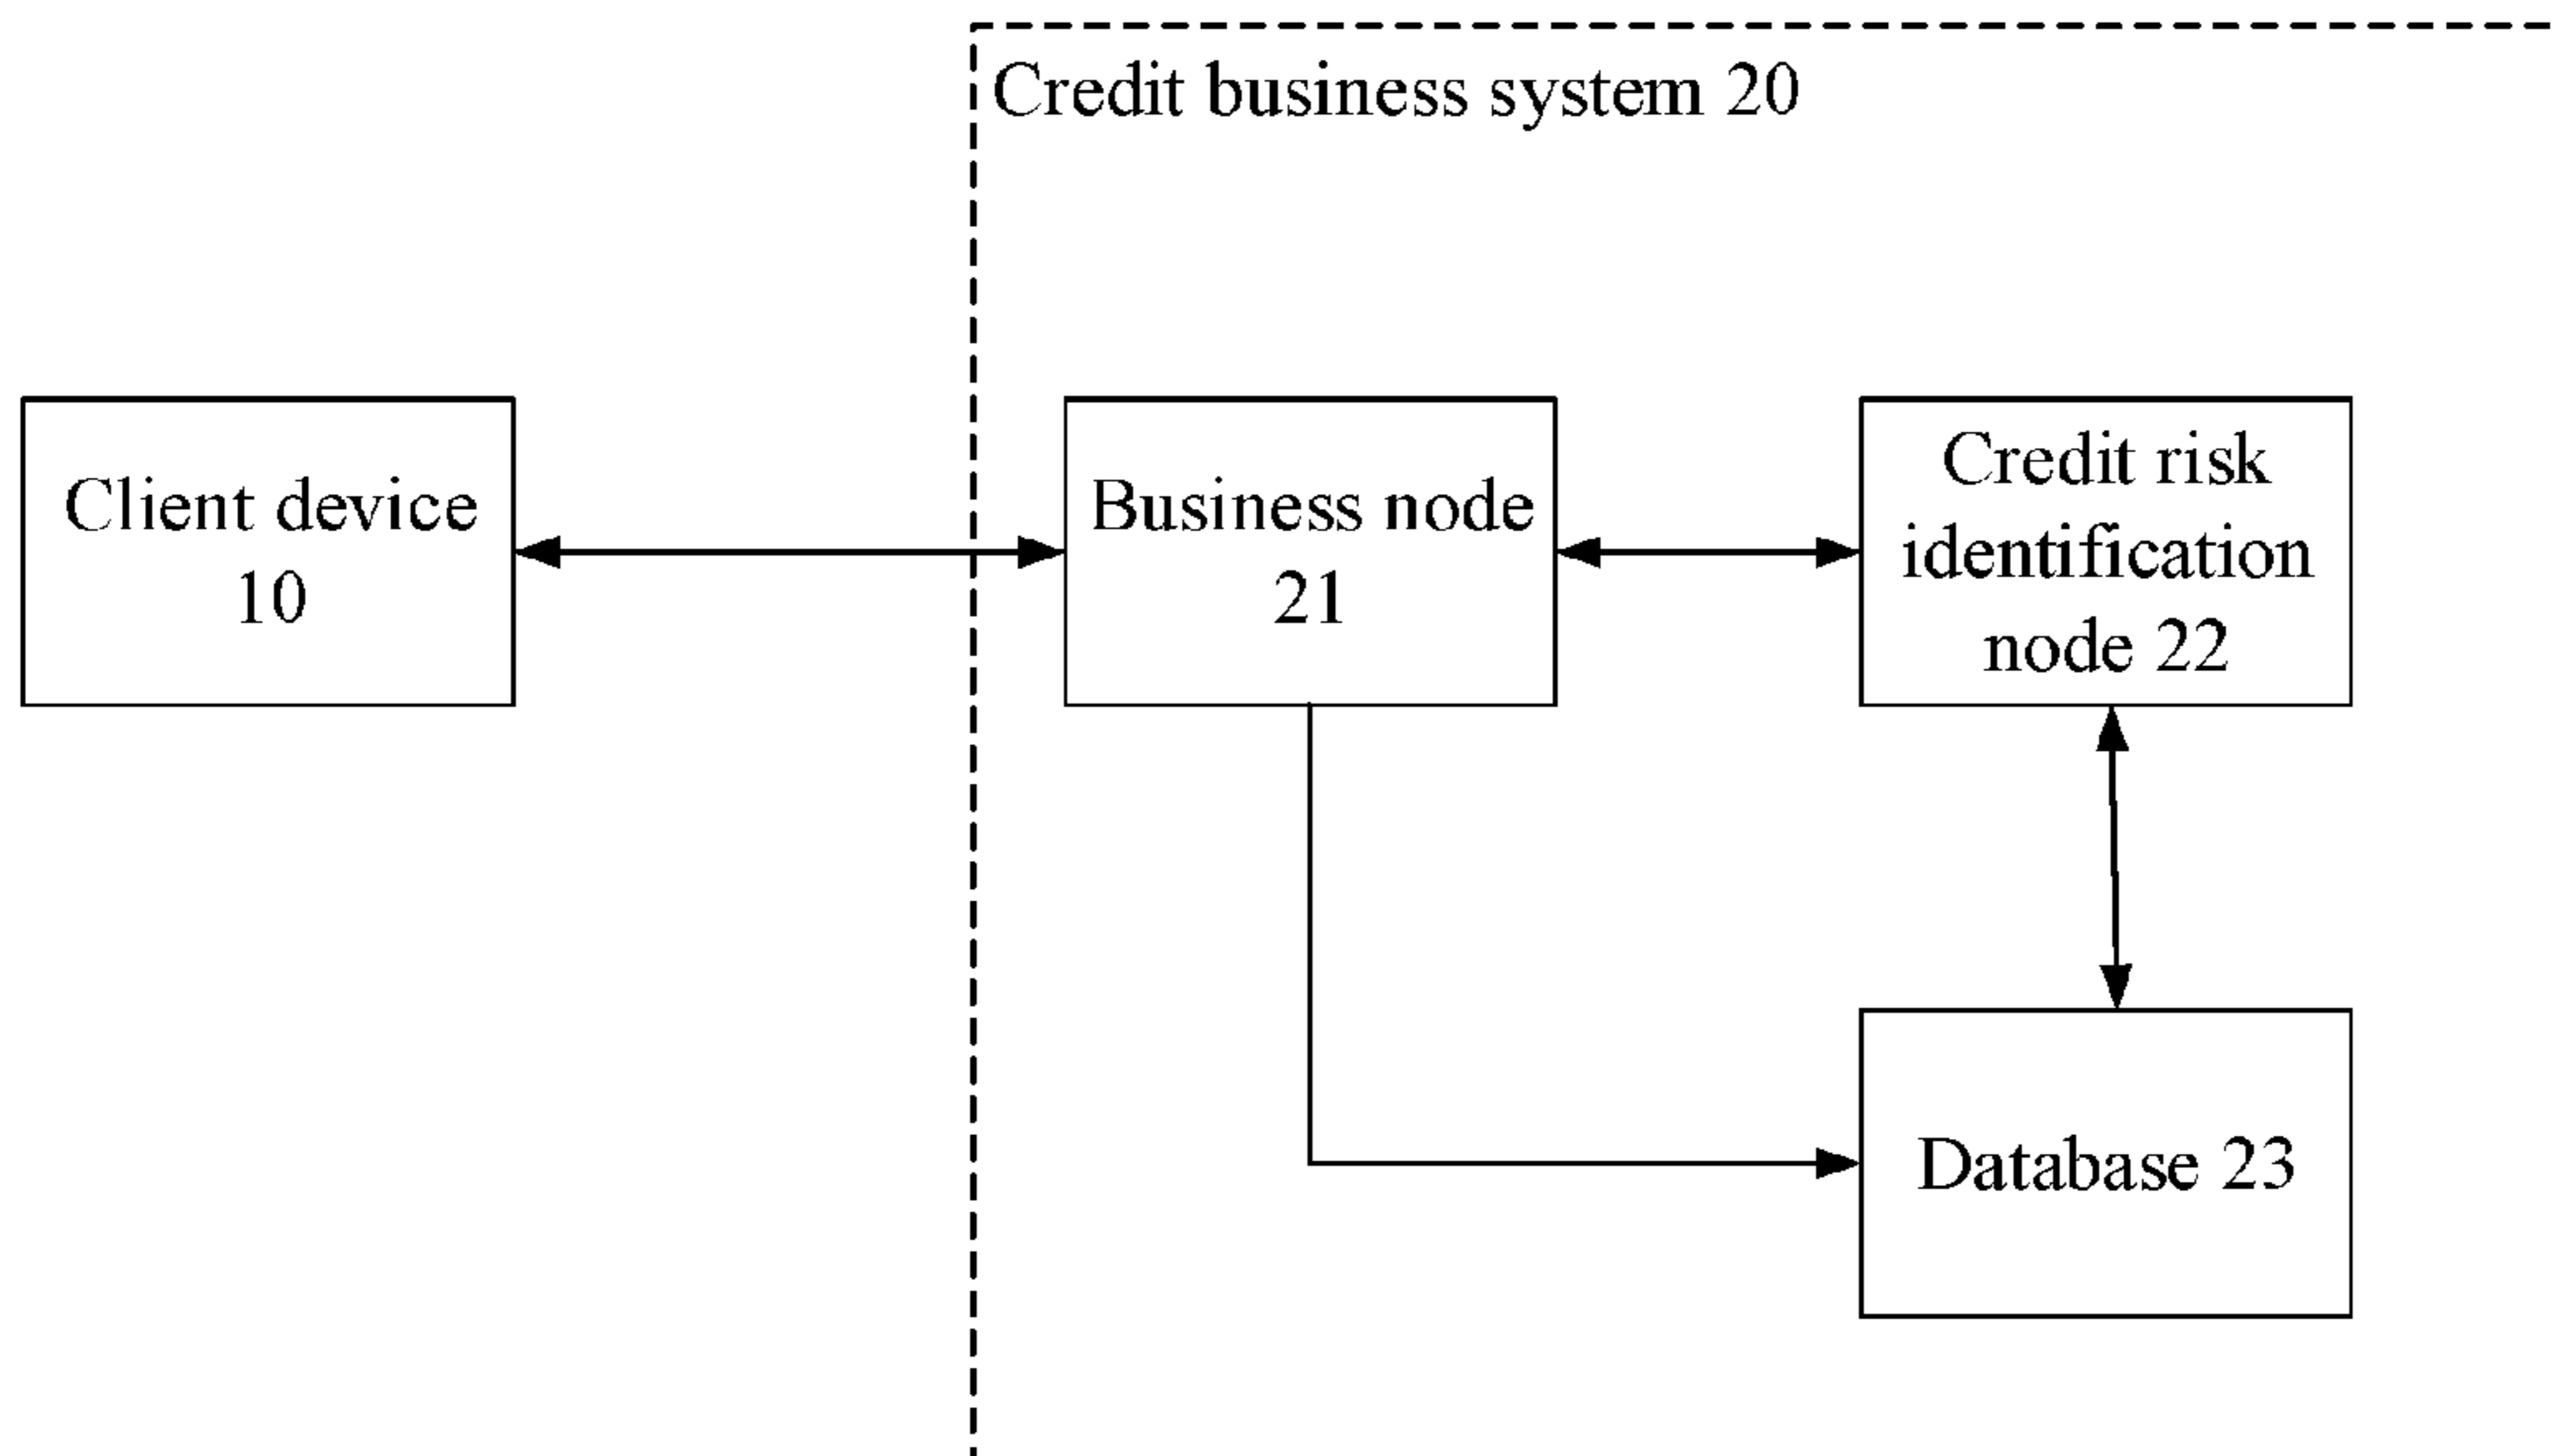 Credit business system 20
Client device
10
Business node
21
Credit risk
identification
node 22
Database 23